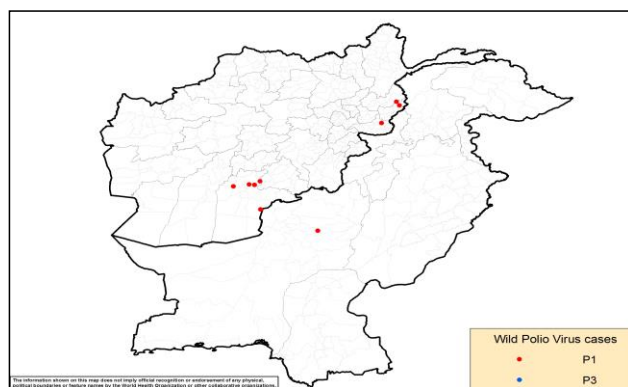 Wild Polio Virus cases
P1
P3
The information shown on this map does not imply official recognition or endorsement of any physical,
political boundaries or feature names by the World Health Organization or other collaborative organizations.